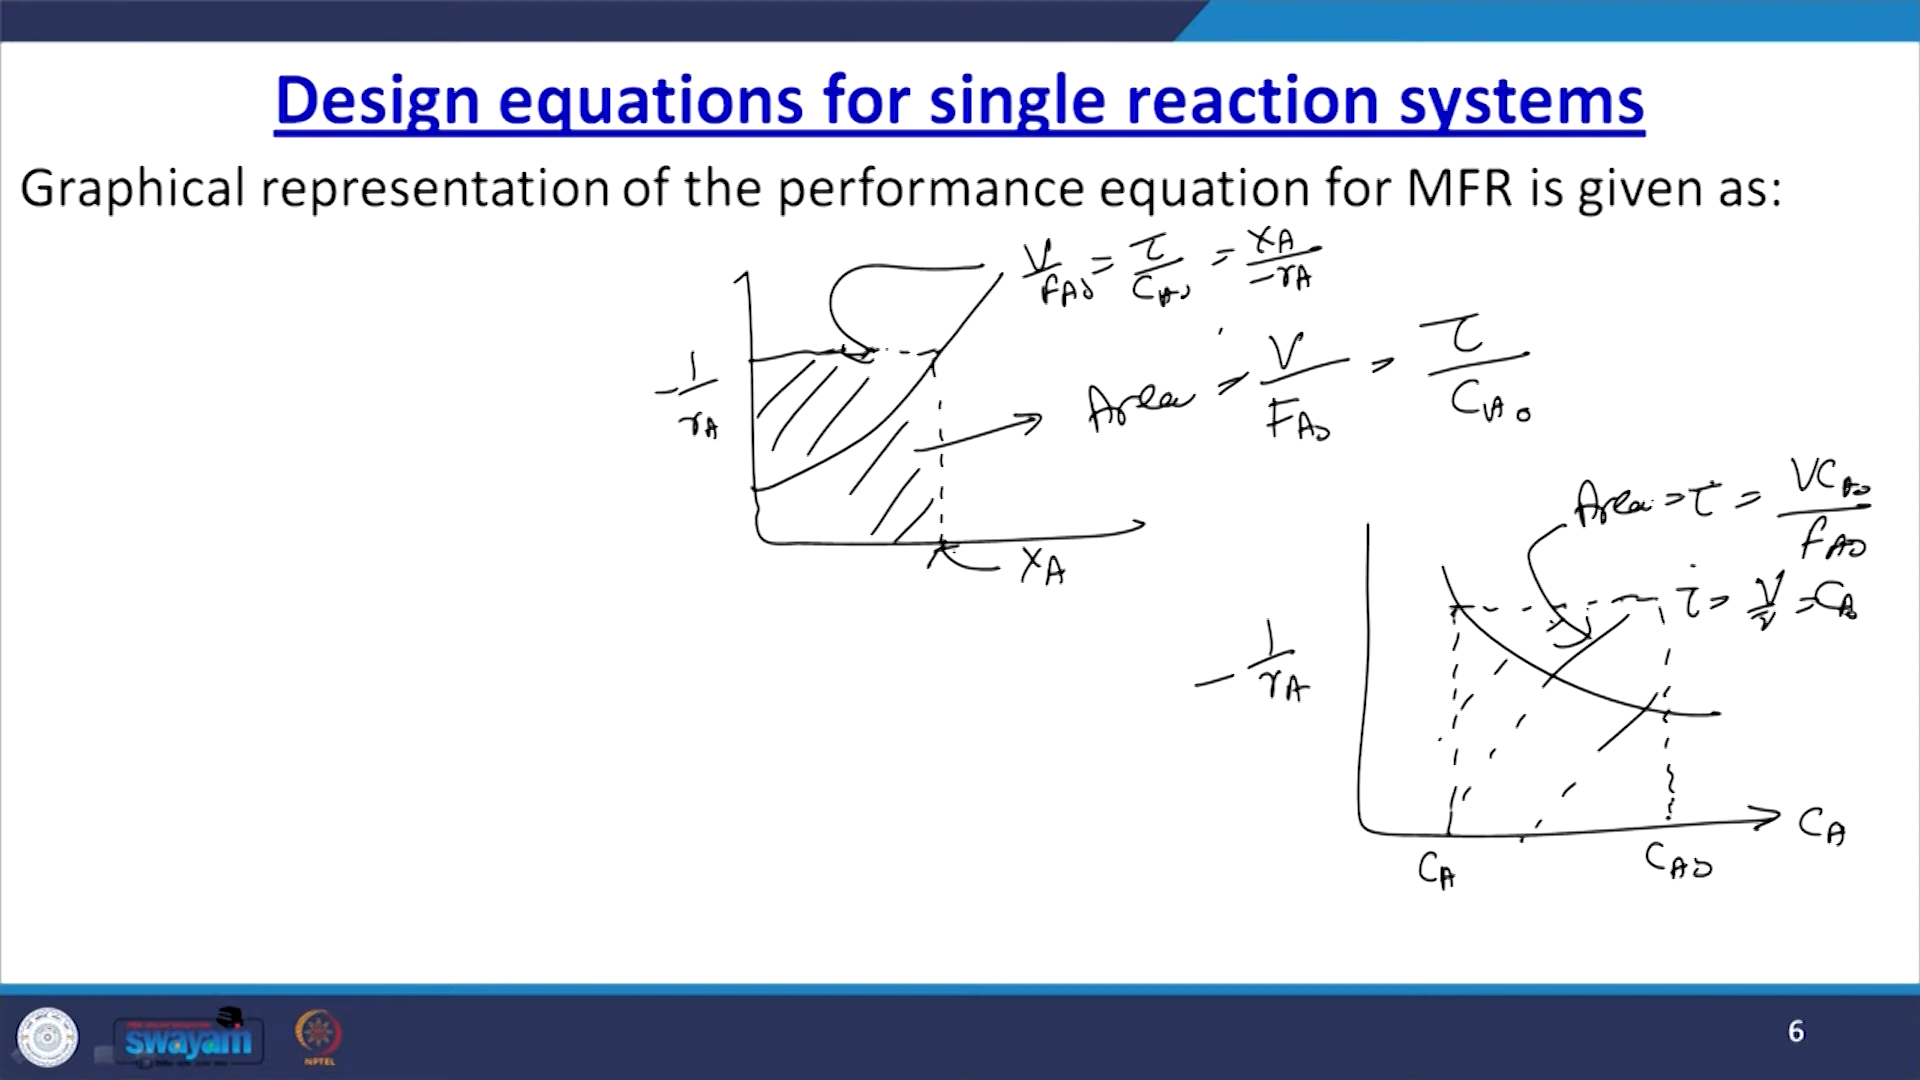 Design equations for single reaction systems
Graphical representation of the performance equation for MFR is given as:
V/FA0 = τ/CA0 = XA/-rA
-1/rA
Area = V/FA0 = τ/CA0
XA
Area = τ = VCA0/FA0
-1/rA
CA
CA
CA0
swayam
NPTEL
6